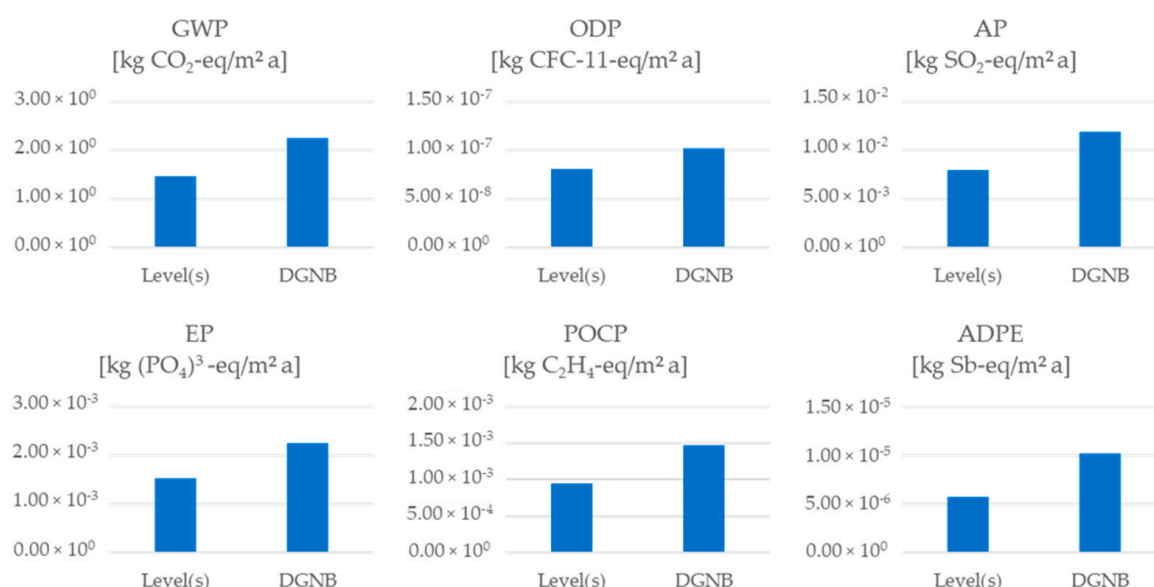 GWP
[kg CO₂-eq/m² a]
3.00 × 10⁰
2.00 × 10⁰
1.00 × 10⁰
0.00 × 10⁰
Level(s) DGNB
ODP
[kg CFC-11-eq/m² a]
1.50 × 10⁻⁷
1.00 × 10⁻⁷
5.00 × 10⁻⁸
0.00 × 10⁰
Level(s) DGNB
AP
[kg SO₂-eq/m² a]
1.50 × 10⁻²
1.00 × 10⁻²
5.00 × 10⁻³
0.00 × 10⁰
Level(s) DGNB
EP
[kg (PO₄)³ -eq/m² a]
3.00 × 10⁻³
2.00 × 10⁻³
1.00 × 10⁻³
0.00 × 10⁰
Level(s) DGNB
POCP
[kg C₂H₄-eq/m² a]
2.00 × 10⁻³
1.50 × 10⁻³
1.00 × 10⁻³
5.00 × 10⁻⁴
0.00 × 10⁰
Level(s) DGNB
ADPE
[kg Sb-eq/m² a]
1.50 × 10⁻⁵
1.00 × 10⁻⁵
5.00 × 10⁻⁶
0.00 × 10⁰
Level(s) DGNB